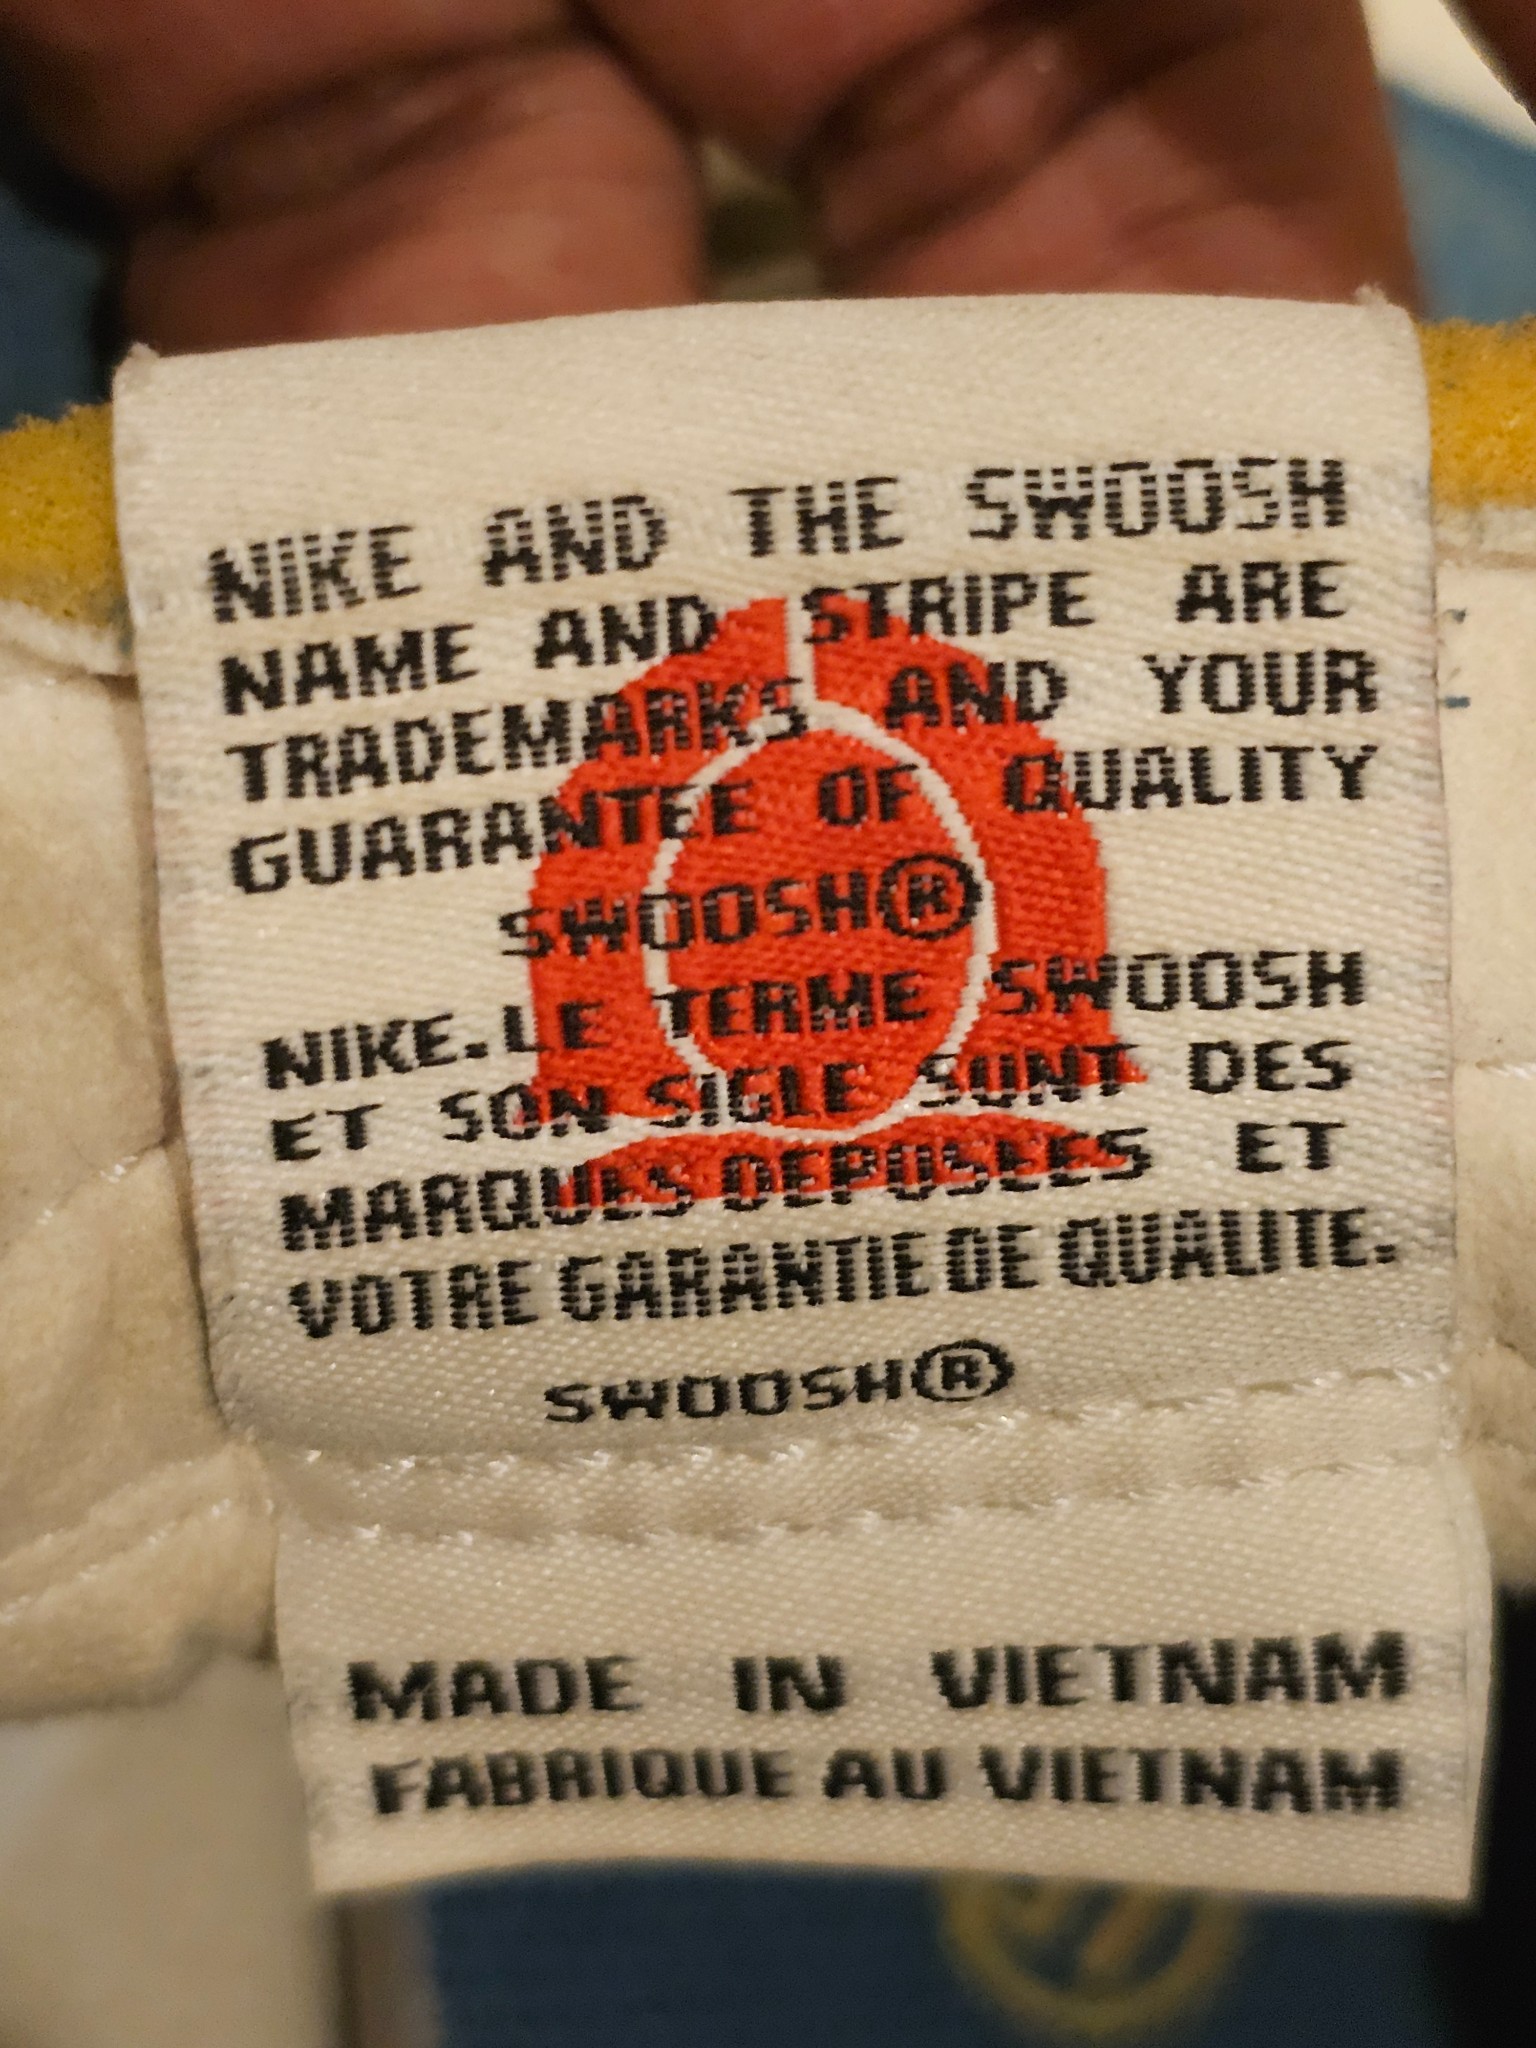 NIKE AND THE SWOOSH
NAME AND STRIPE ARE
TRADEMARKS AND YOUR
GUARANTEE OF QUALITY
SWOOSH®
NIKE.LE TERME SWOOSH
ET SON SIGLE SONT DES
MARQUES DEPOSEES ET
VOTRE GARANTIE DE QUALITE.
SWOOSH®
MADE IN VIETNAM
FABRIQUE AU VIETNAM